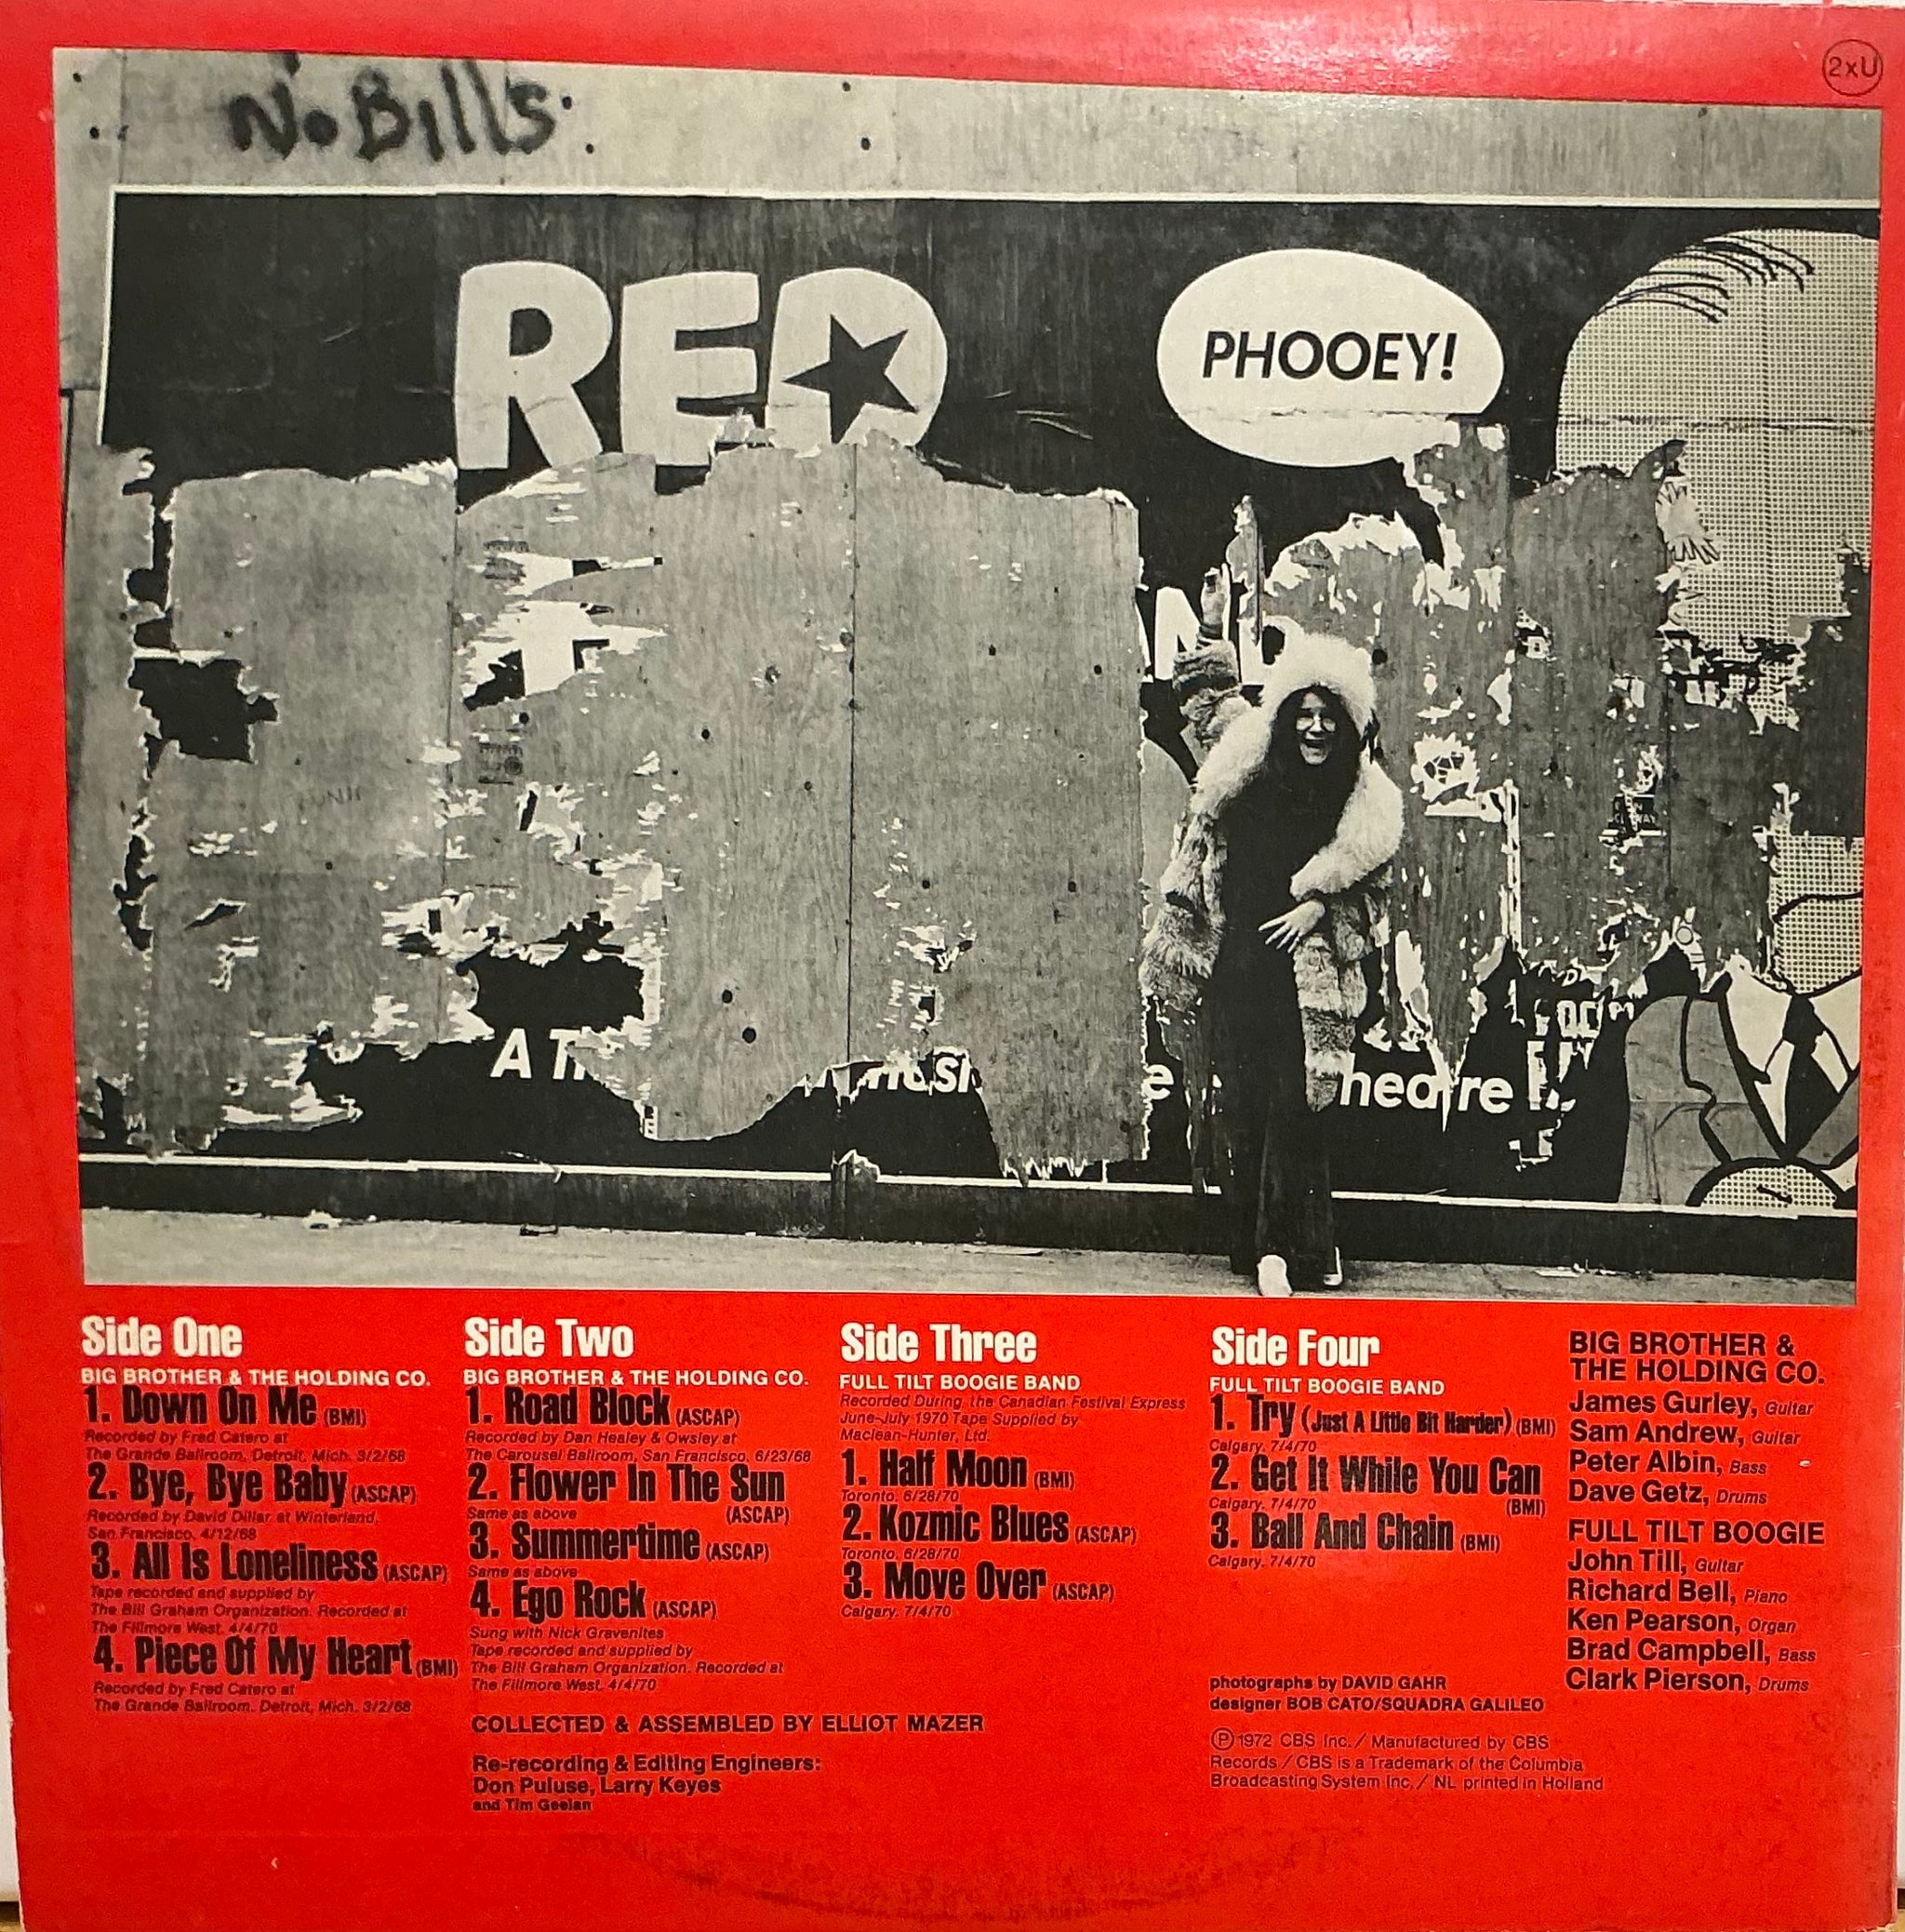 2xU
No Bills
RED
PHOOEY!
A
Side One
BIG BROTHER & THE HOLDING CO.
1. Down On Me (BMI)
Recorded by Fred Catero at
The Grande Ballroom, Detroit, Mich. 3/2/68
2. Bye, Bye Baby (ASCAP)
Recorded by David Dillar at Winterland,
San Francisco, 4/12/68
3. All Is Loneliness (ASCAP)
Tape recorded and supplied by
The Bill Graham Organization. Recorded at
The Fillmore West. 4/4/70
4. Piece Of My Heart (BMI)
Recorded by Fred Catero at
The Grande Ballroom. Detroit, Mich. 3/2/68
Side Two
BIG BROTHER & THE HOLDING CO.
1. Road Block (ASCAP)
Recorded by Dan Healey & Owsley at
The Carousel Ballroom, San Francisco, 6/23/68
2. Flower In The Sun
(ASCAP)
Same as above
3. Summertime (ASCAP)
Same as above
4. Ego Rock (ASCAP)
Sung with Nick Gravenites
Tape recorded and supplied by
The Bill Graham Organization. Recorded at
The Fillmore West. 4/4/70
COLLECTED & ASSEMBLED BY ELLIOT MAZER
Re-recording & Editing Engineers:
Don Puluse, Larry Keyes
and Tim Geelan
Side Three
FULL TILT BOOGIE BAND
Recorded During the Canadian Festival Express
June-July 1970 Tape Supplied by
Maclean-Hunter, Ltd.
1. Half Moon (BMI)
Toronto. 6/28/70
2. Kozmic Blues (ASCAP)
Toronto. 6/28/70
3. Move Over (ASCAP)
Calgary. 7/4/70
Side Four
FULL TILT BOOGIE BAND
1. Try (Just A Little Bit Harder) (BMI)
Calgary. 7/4/70
2. Get It While You Can
(BMI)
Calgary. 7/4/70
3. Ball And Chain (BMI)
Calgary. 7/4/70
photographs by DAVID GAHR
designer BOB CATO/SQUADRA GALILEO
Ⓟ 1972 CBS Inc. / Manufactured by CBS
Records / CBS is a Trademark of the Columbia
Broadcasting System Inc. / NL printed in Holland
BIG BROTHER &
THE HOLDING CO.
James Gurley, Guitar
Sam Andrew, Guitar
Peter Albin, Bass
Dave Getz, Drums
FULL TILT BOOGIE
John Till, Guitar
Richard Bell, Piano
Ken Pearson, Organ
Brad Campbell, Bass
Clark Pierson, Drums